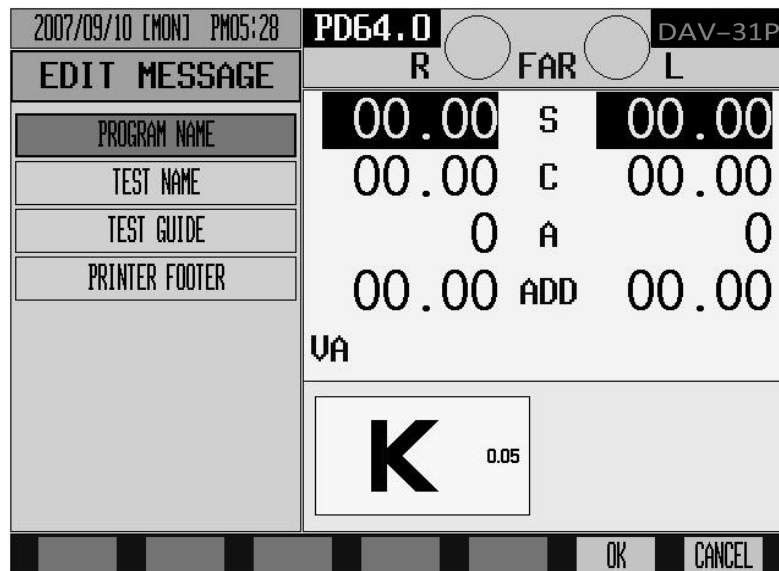 2007/09/10 [MON] PM05:28
EDIT MESSAGE
PROGRAM NAME
TEST NAME
TEST GUIDE
PRINTER FOOTER
PD64.0 DAV-31P
R FAR L
00.00 S 00.00
00.00 C 00.00
0 A 0
00.00 ADD 00.00
VA
K 0.05
OK CANCEL